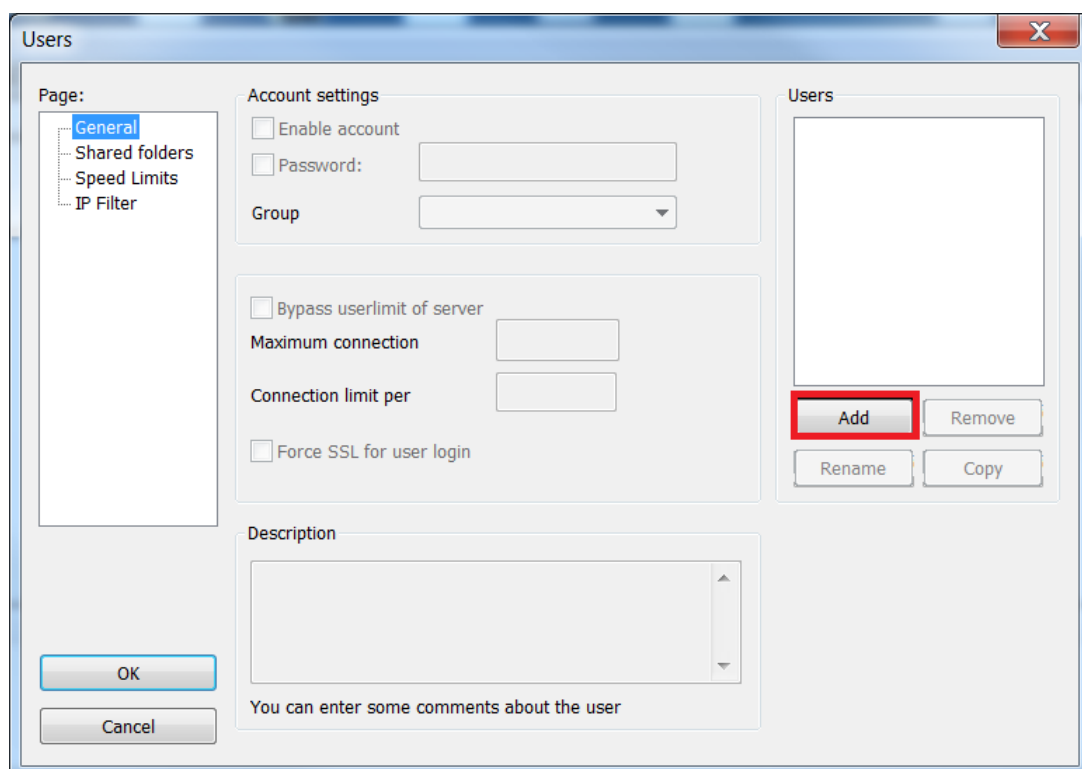 Users
X
Page:
General
Shared folders
Speed Limits
IP Filter
OK
Cancel
Account settings
Enable account
Password:
Group
Bypass userlimit of server
Maximum connection
Connection limit per
Force SSL for user login
Description
You can enter some comments about the user
Users
Add Remove
Rename Copy